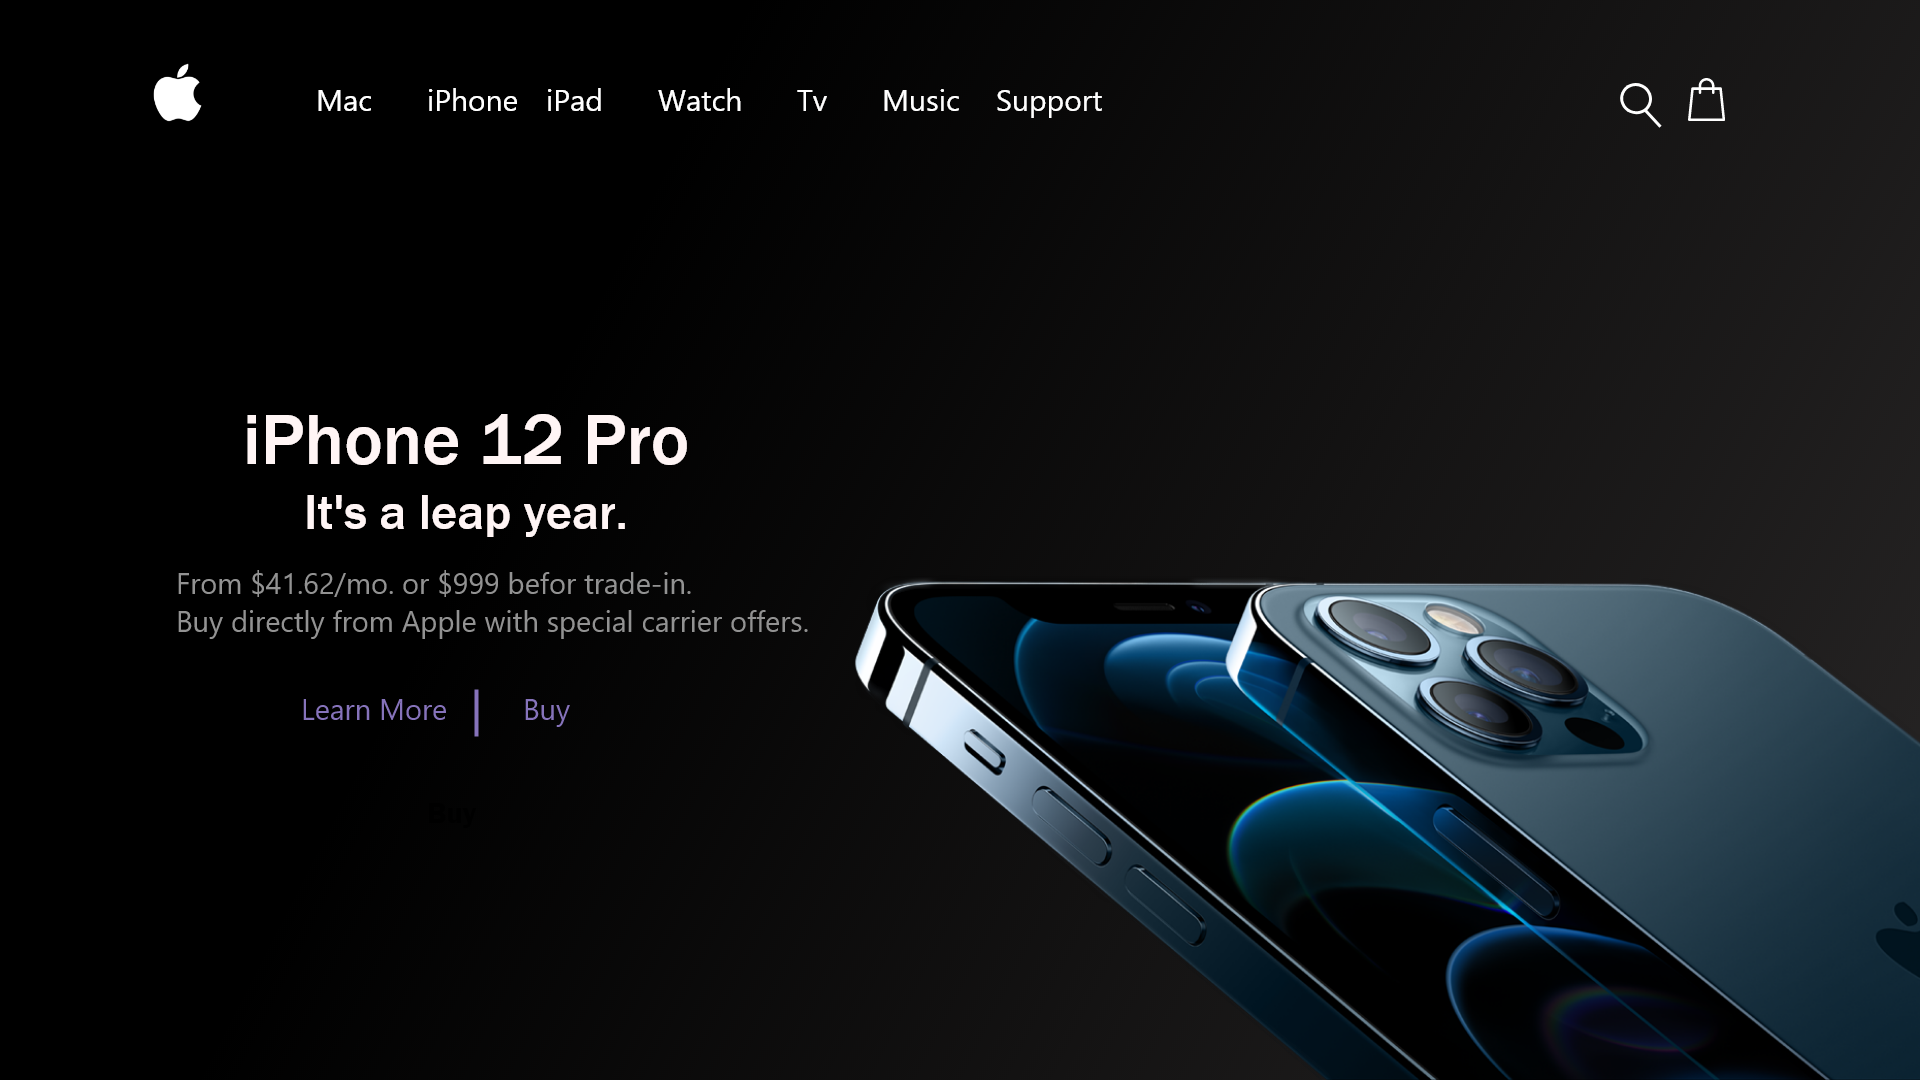 Mac iPhone iPad Watch Tv Music Support
iPhone 12 Pro
It's a leap year.
From $41.62/mo. or $999 befor trade-in.
Buy directly from Apple with special carrier offers.
Learn More | Buy
Buy